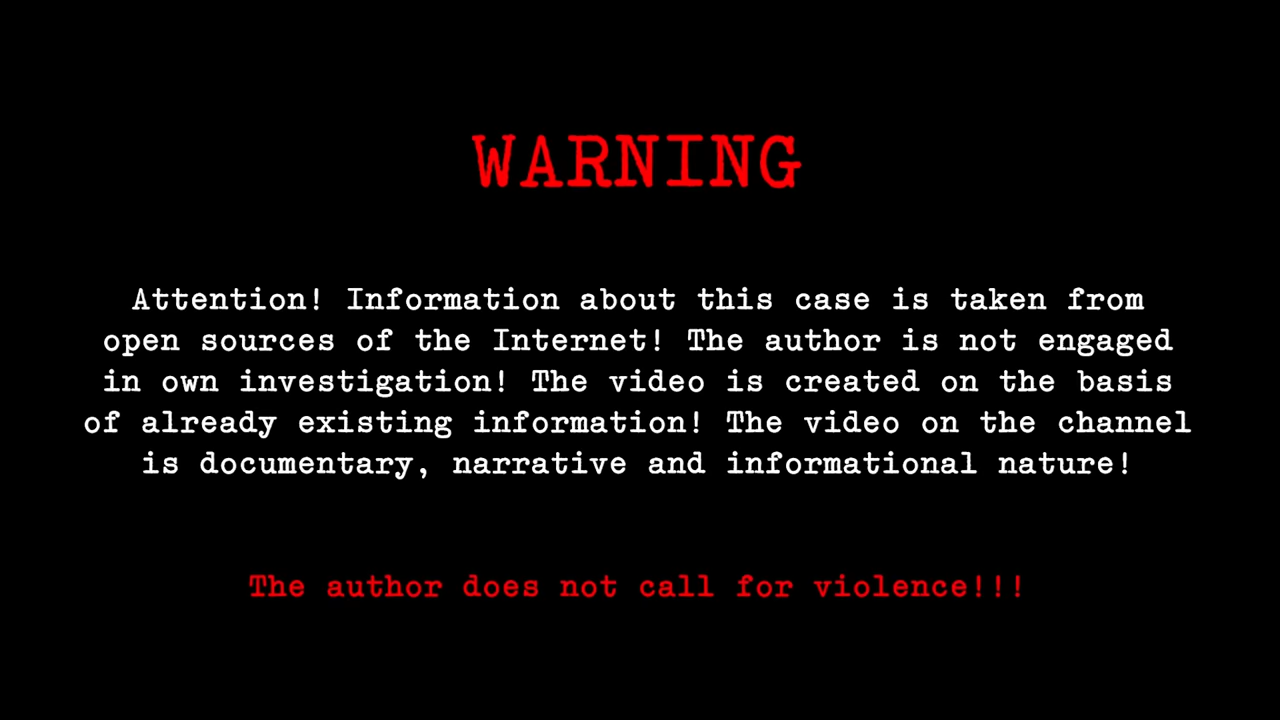 WARNING
Attention! Information about this case is taken from
open sources of the Internet! The author is not engaged
in own investigation! The video is created on the basis
of already existing information! The video on the channel
is documentary, narrative and informational nature!
The author does not call for violence!!!